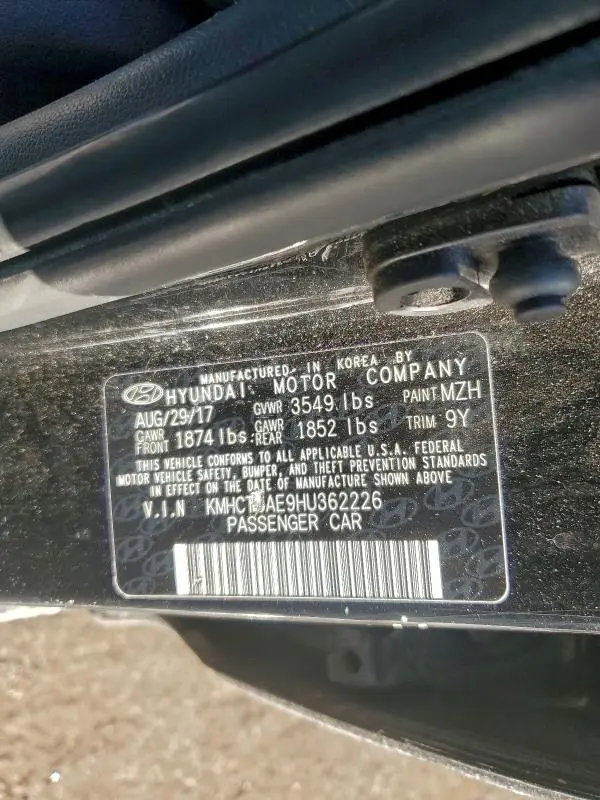 MANUFACTURED IN KOREA BY
HYUNDAI MOTOR COMPANY
AUG/29/17 GVWR 3549 lbs PAINT MZH
GAWR FRONT 1874 lbs GAWR REAR 1852 lbs TRIM 9Y
THIS VEHICLE CONFORMS TO ALL APPLICABLE U.S.A. FEDERAL
MOTOR VEHICLE SAFETY, BUMPER, AND THEFT PREVENTION STANDARDS
IN EFFECT ON THE DATE OF MANUFACTURE SHOWN ABOVE
V.I.N
PASSENGER CAR